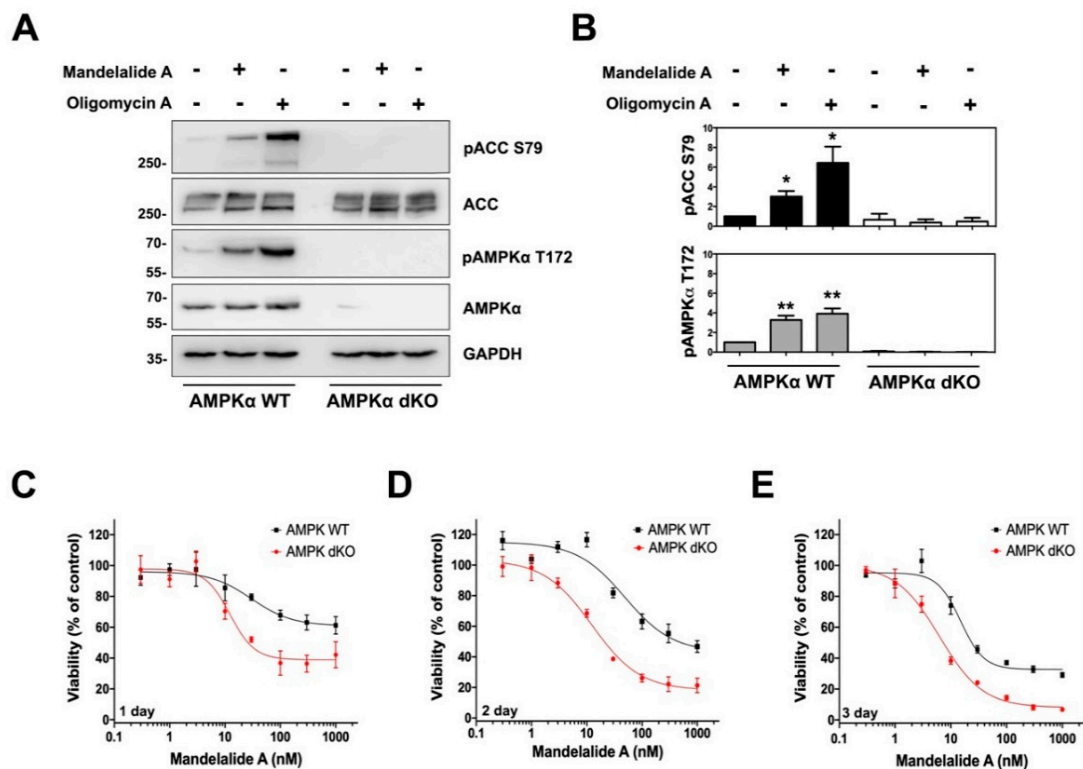 A
Mandelalide A - + - - + -
Oligomycin A - - + - - +
250-
pACC S79
250-
ACC
70-
55-
pAMPKα T172
70-
55-
AMPKα
35-
GAPDH
AMPKα WT AMPKα dKO
B
Mandelalide A - + - - + -
Oligomycin A - - + - - +
pACC S79
10
8
6
4
2
0
* *
pAMPKα T172
10
8
6
4
2
0
** **
AMPKα WT AMPKα dKO
C
Viability (% of control)
120
100
80
60
40
20
0
AMPK WT
AMPK dKO
1 day
0.1 1 10 100 1000
Mandelalide A (nM)
D
Viability (% of control)
120
100
80
60
40
20
0
AMPK WT
AMPK dKO
2 day
0.1 1 10 100 1000
Mandelalide A (nM)
E
Viability (% of control)
120
100
80
60
40
20
0
AMPK WT
AMPK dKO
3 day
0.1 1 10 100 1000
Mandelalide A (nM)